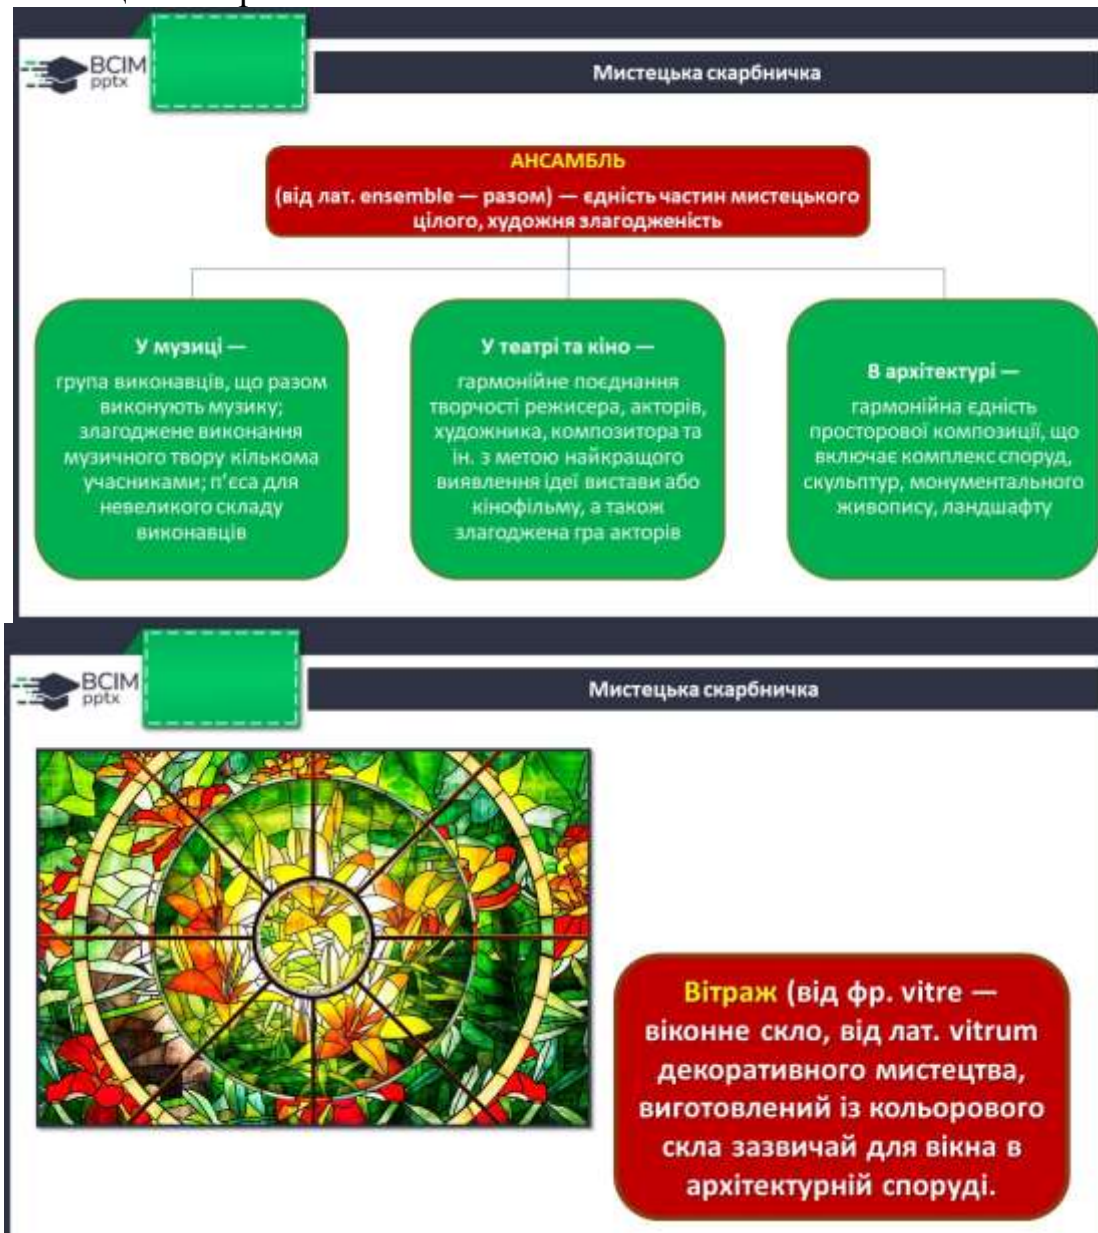 ВСІМ
pptx
Мистецька скарбничка
АНСАМБЛЬ
(від лат. ensemble — разом) — єдність частин мистецького
цілого, художня злагодженість
У музиці —
група виконавців, що разом
виконують музику;
злагоджене виконання
музичного твору кількома
учасниками; п’єса для
невеликого складу
виконавців
У театрі та кіно —
гармонійне поєднання
творчості режисера, акторів,
художника, композитора та
ін. з метою найкращого
виявлення ідеї вистави або
кінофільму, а також
злагоджена гра акторів
В архітектурі —
гармонійна єдність
просторової композиції, що
включає комплекс споруд,
скульптур, монументального
живопису, ландшафту
ВСІМ
pptx
Мистецька скарбничка
Вітраж (від фр. vitre —
віконне скло, від лат. vitrum
декоративного мистецтва,
виготовлений із кольорового
скла зазвичай для вікна в
архітектурній споруді.